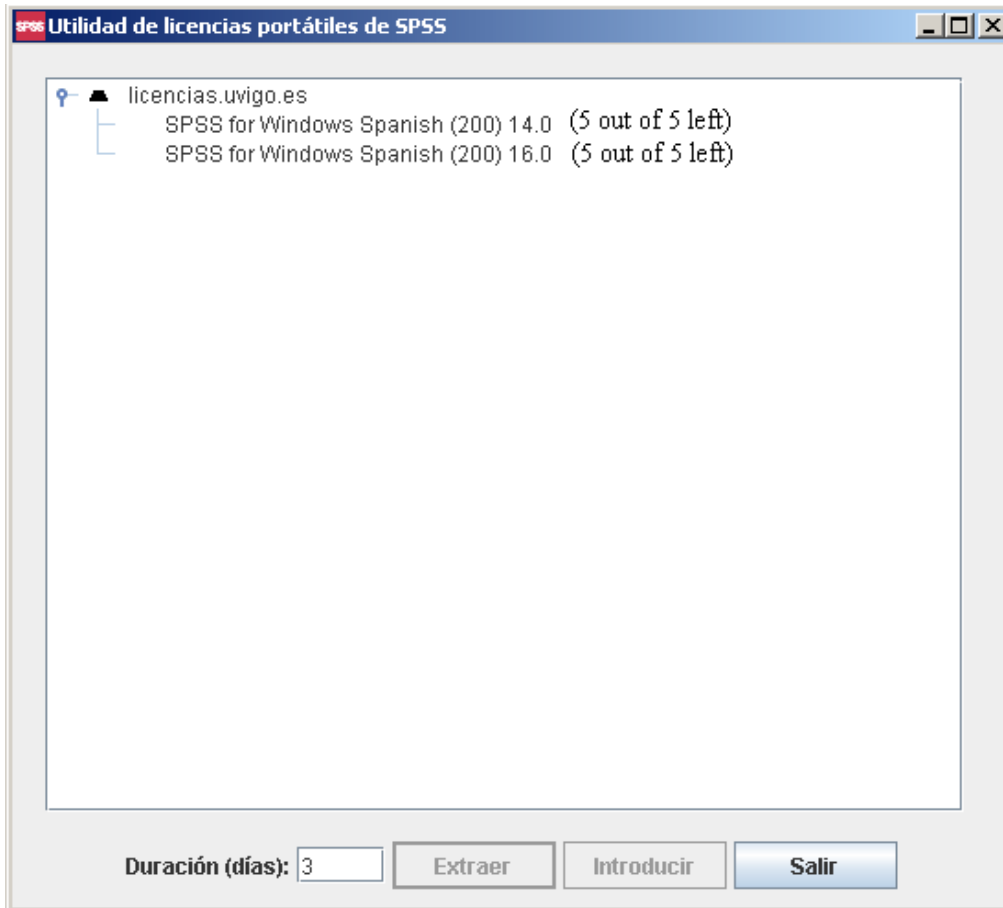 SPSS Utilidad de licencias portátiles de SPSS
licencias.uvigo.es
SPSS for Windows Spanish (200) 14.0 (5 out of 5 left)
SPSS for Windows Spanish (200) 16.0 (5 out of 5 left)
Duración (días): 3 Extraer Introducir Salir